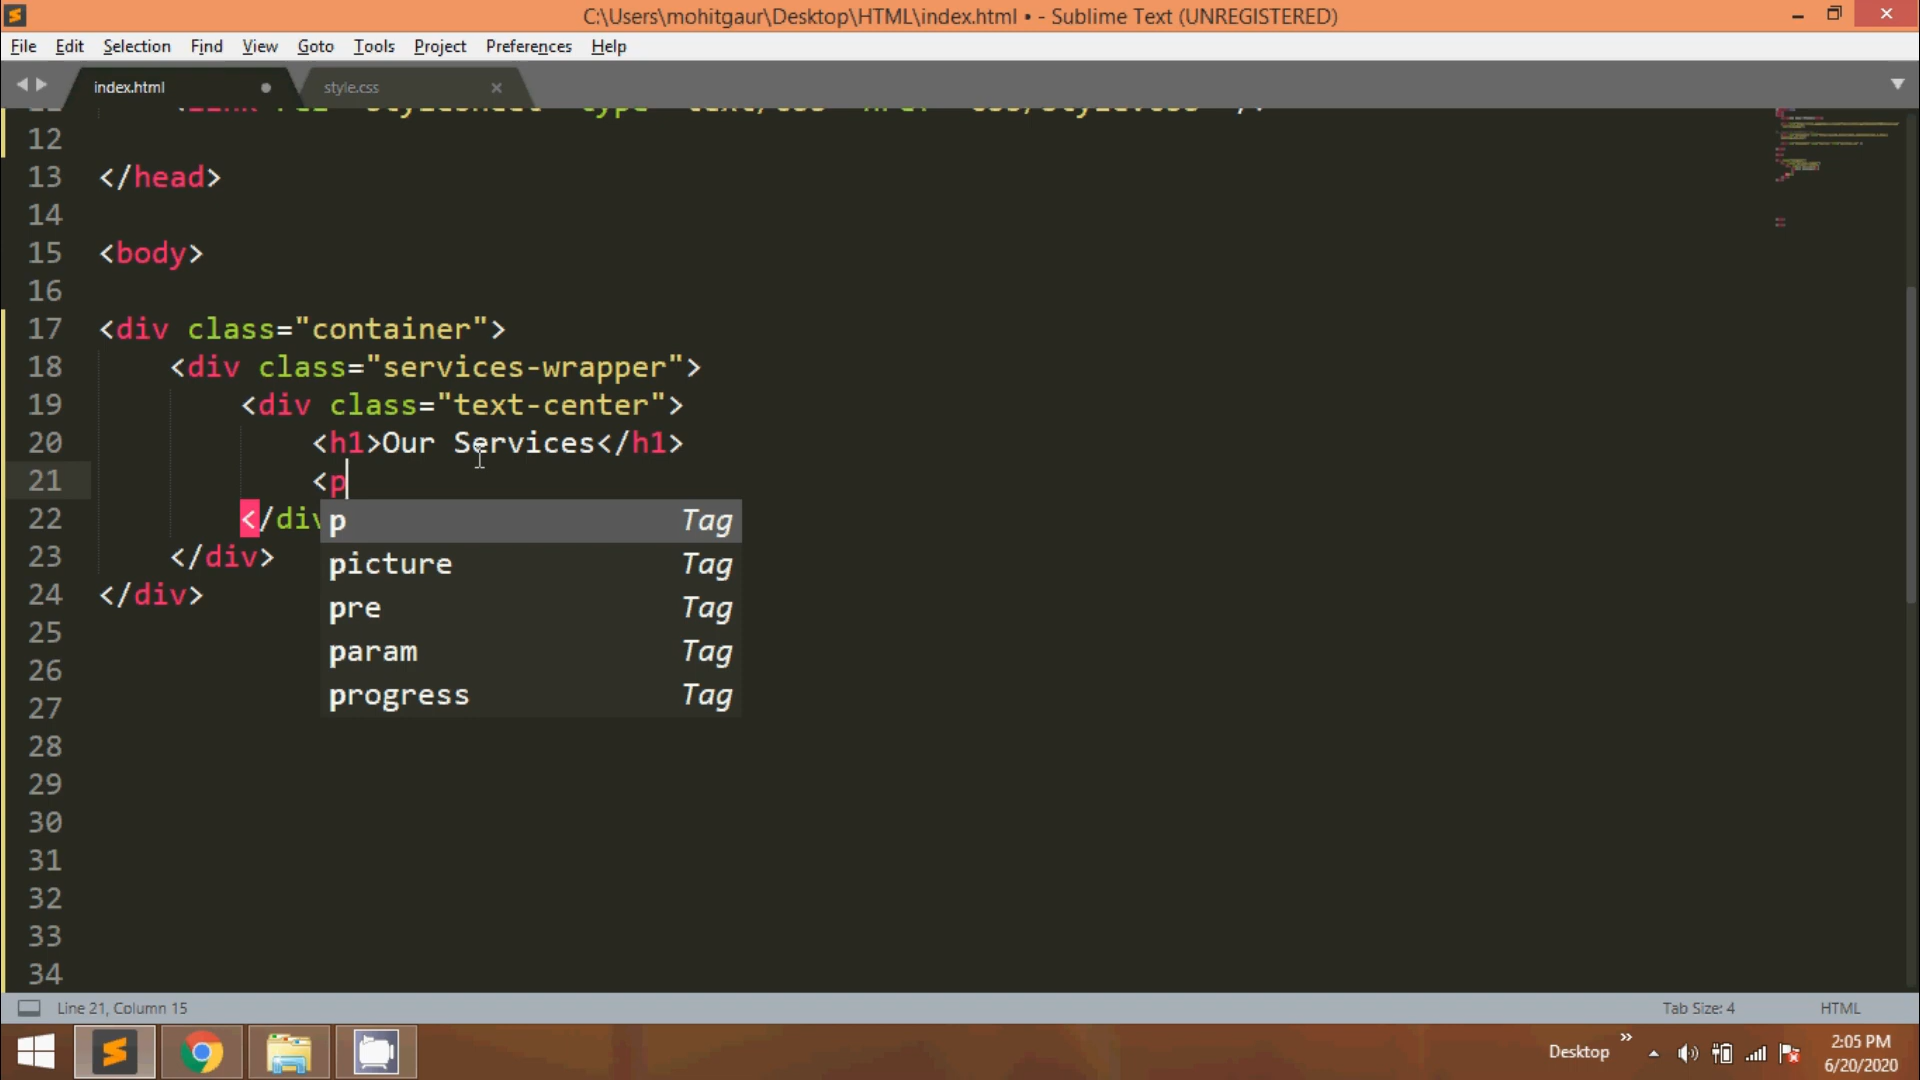 C:\Users\mohitgaur\Desktop\HTML\index.html • - Sublime Text (UNREGISTERED)
File Edit Selection Find View Goto Tools Project Preferences Help
index.html style.css
12
13 </head>
14
15 <body>
16
17 <div class="container">
18 <div class="services-wrapper">
19 <div class="text-center">
20 <h1>Our Services</h1>
21 <p
22 </div
23 </div>
24 </div>
25
26
27
28
29
30
31
32
33
34
p Tag
picture Tag
pre Tag
param Tag
progress Tag
Line 21, Column 15 Tab Size: 4 HTML
Desktop » 2:05 PM
6/20/2020